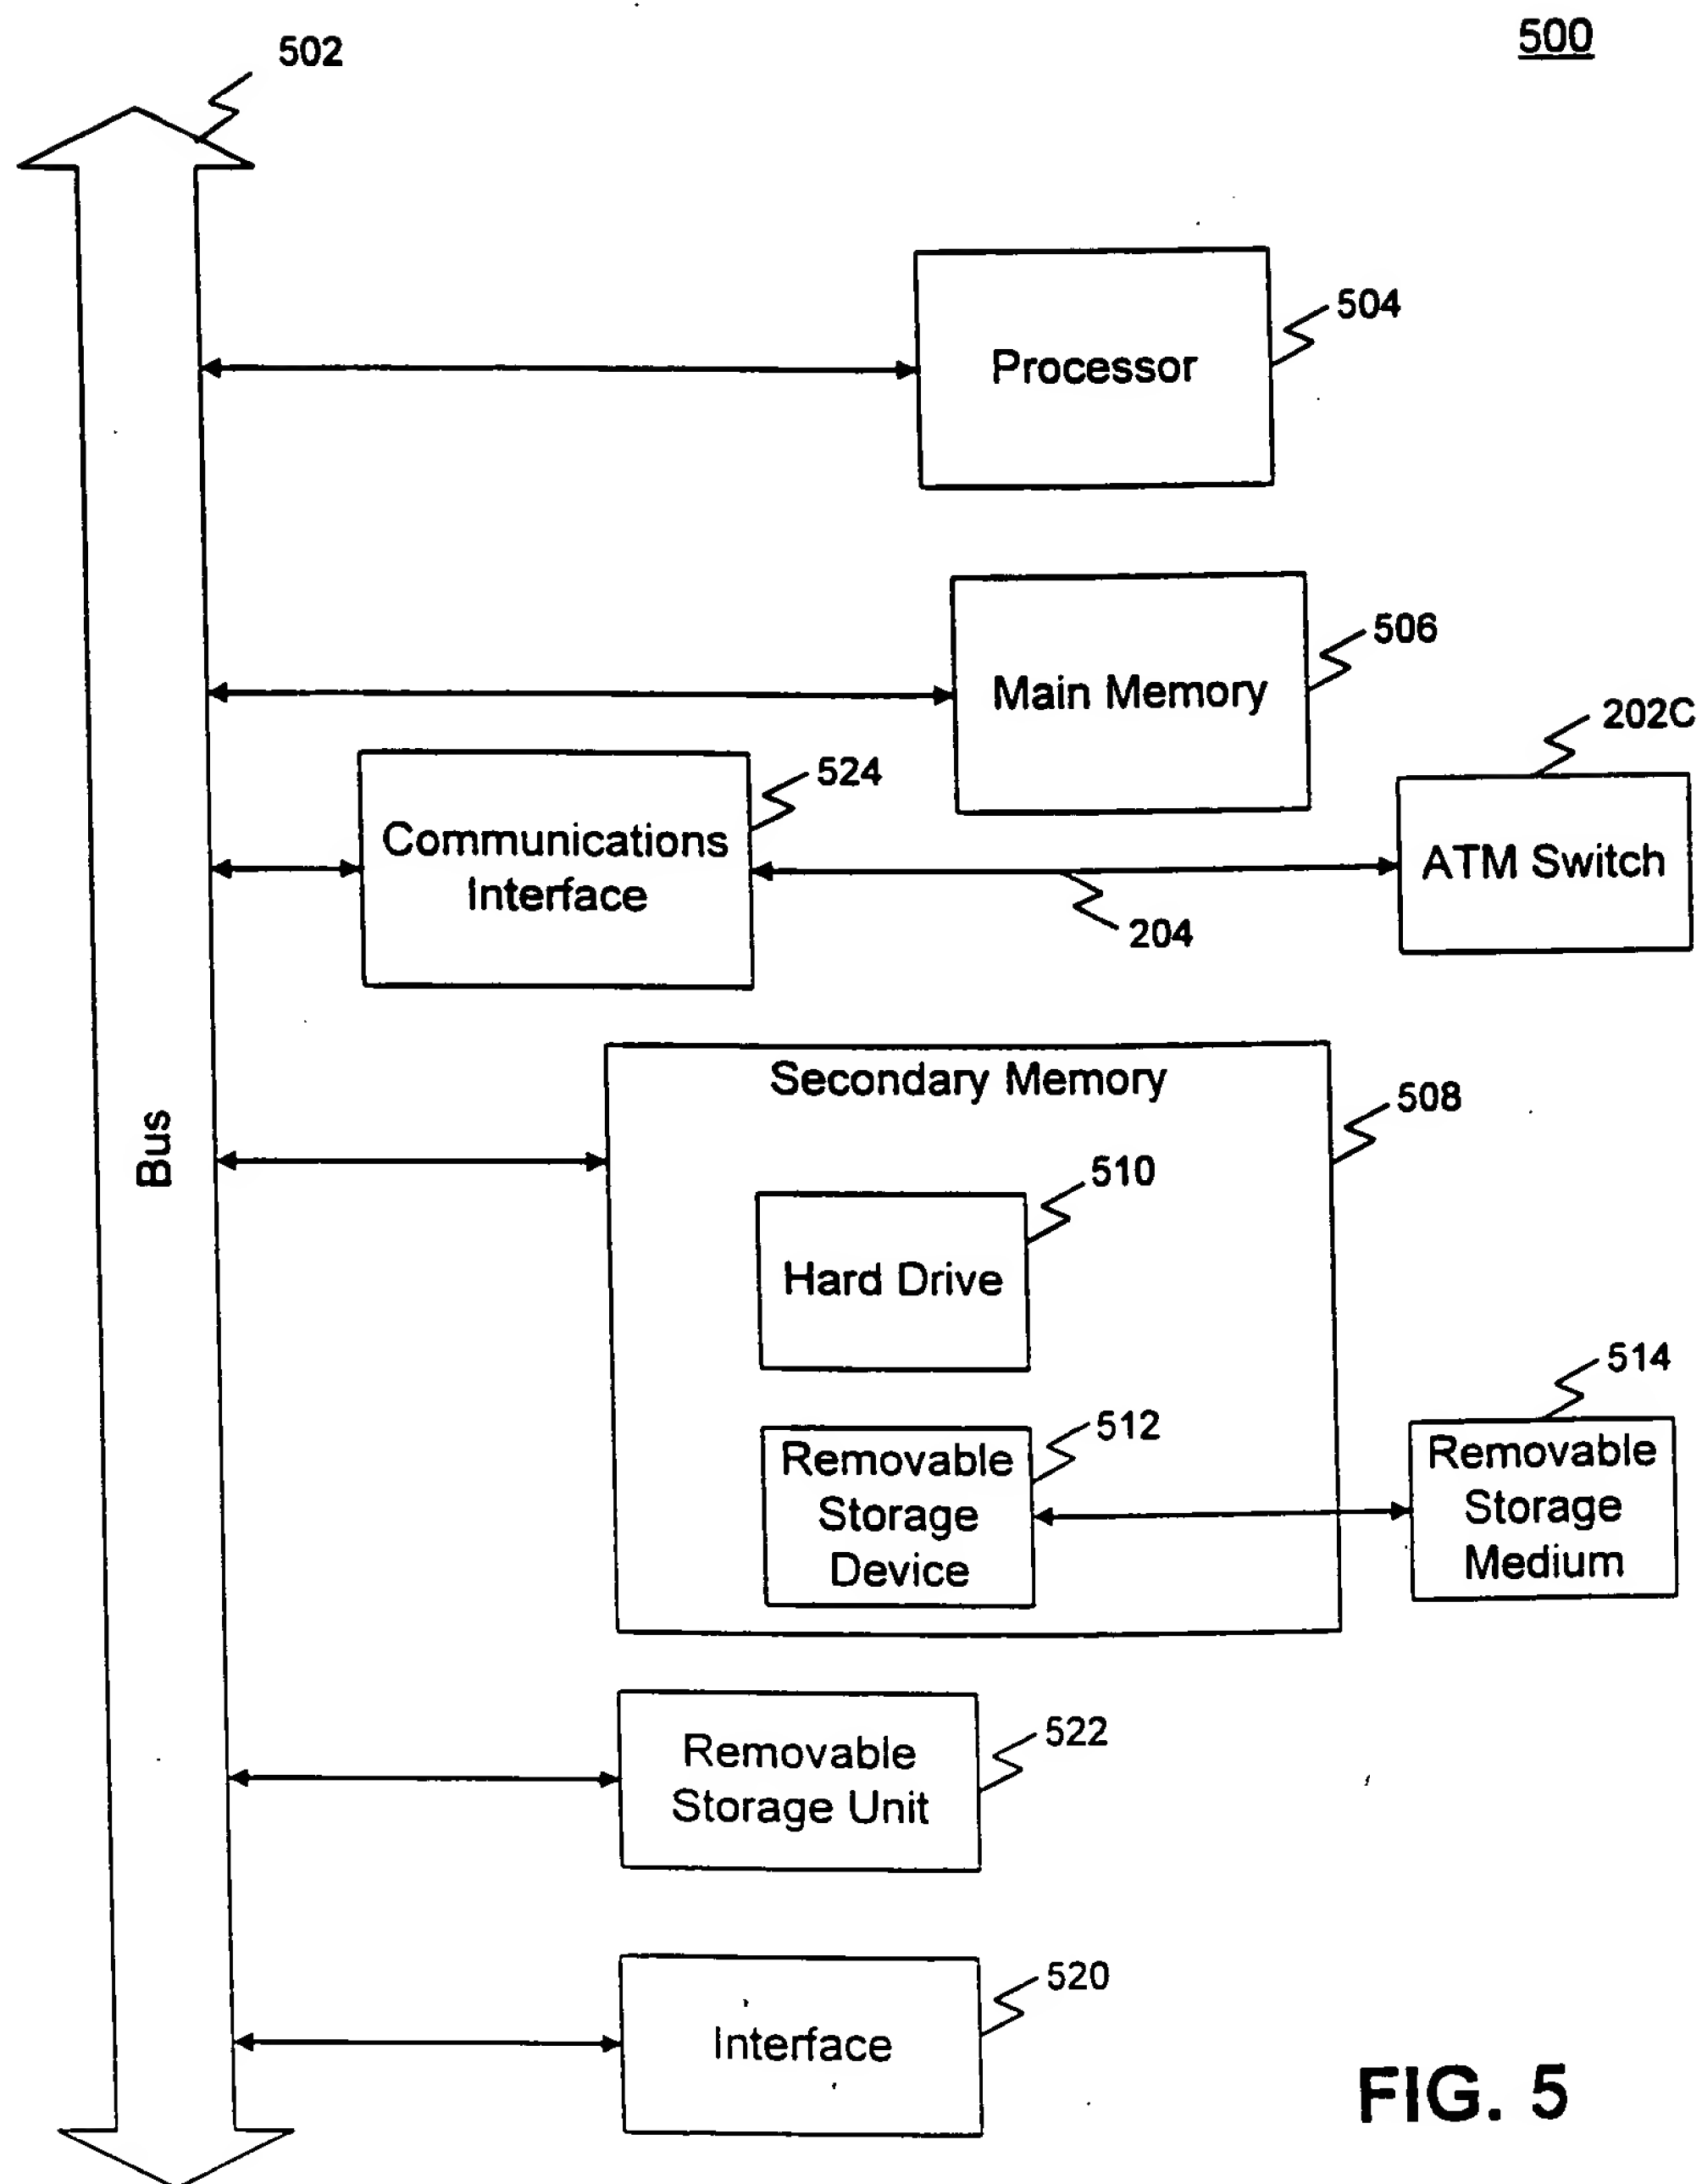 500
502
504
Processor
506
Main Memory
202C
524
Communications
Interface
ATM Switch
204
Secondary Memory
508
Bus
510
Hard Drive
514
512
Removable
Storage
Device
Removable
Storage
Medium
522
Removable
Storage Unit
520
Interface
FIG. 5